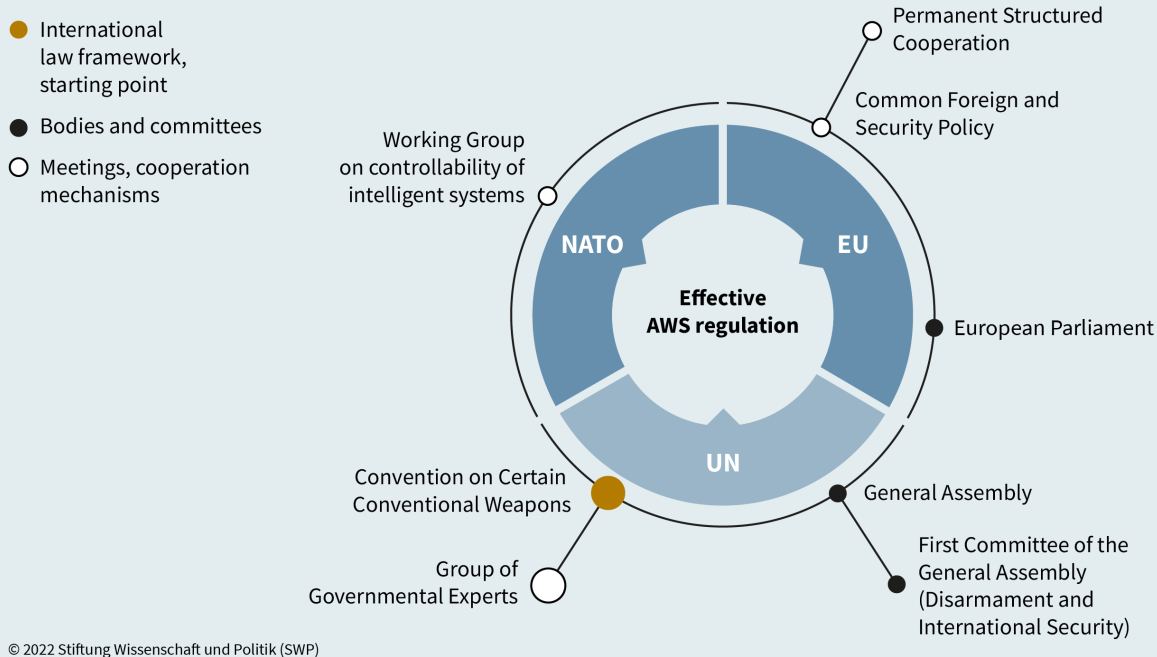 International
law framework,
starting point
Bodies and committees
Meetings, cooperation
mechanisms
Permanent Structured
Cooperation
Common Foreign and
Security Policy
Working Group
on controllability of
intelligent systems
NATO
EU
Effective
AWS regulation
European Parliament
UN
Convention on Certain
Conventional Weapons
General Assembly
Group of
Governmental Experts
First Committee of the
General Assembly
(Disarmament and
International Security)
© 2022 Stiftung Wissenschaft und Politik (SWP)